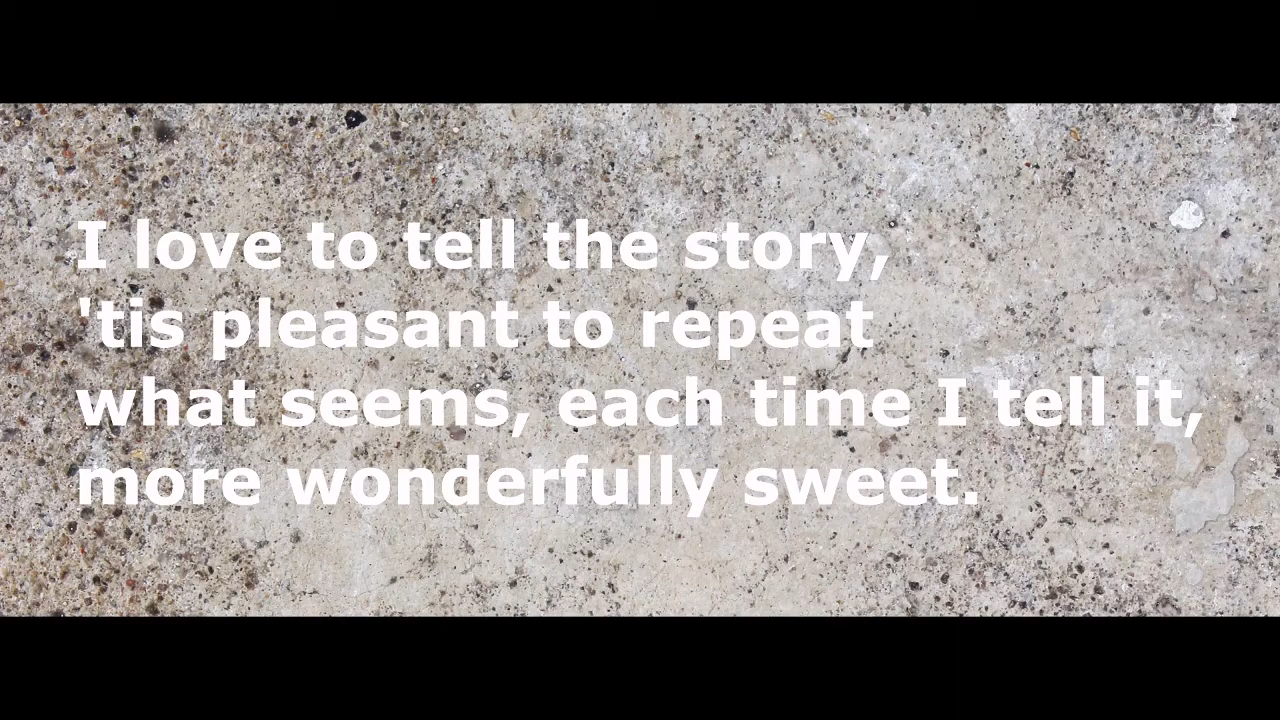 I love to tell the story,
'tis pleasant to repeat
what seems, each time I tell it,
more wonderfully sweet.